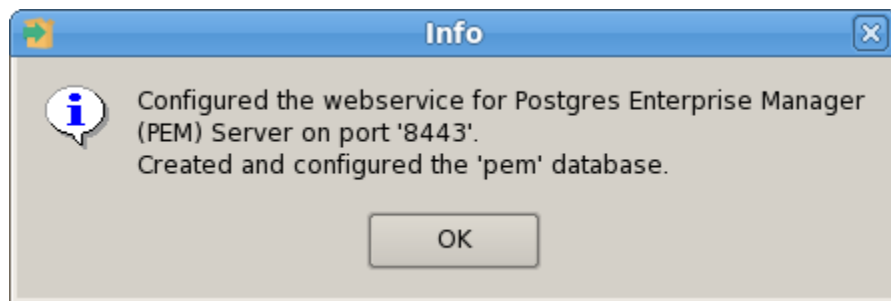 Info
Configured the webservice for Postgres Enterprise Manager
(PEM) Server on port '8443'.
Created and configured the 'pem' database.
OK